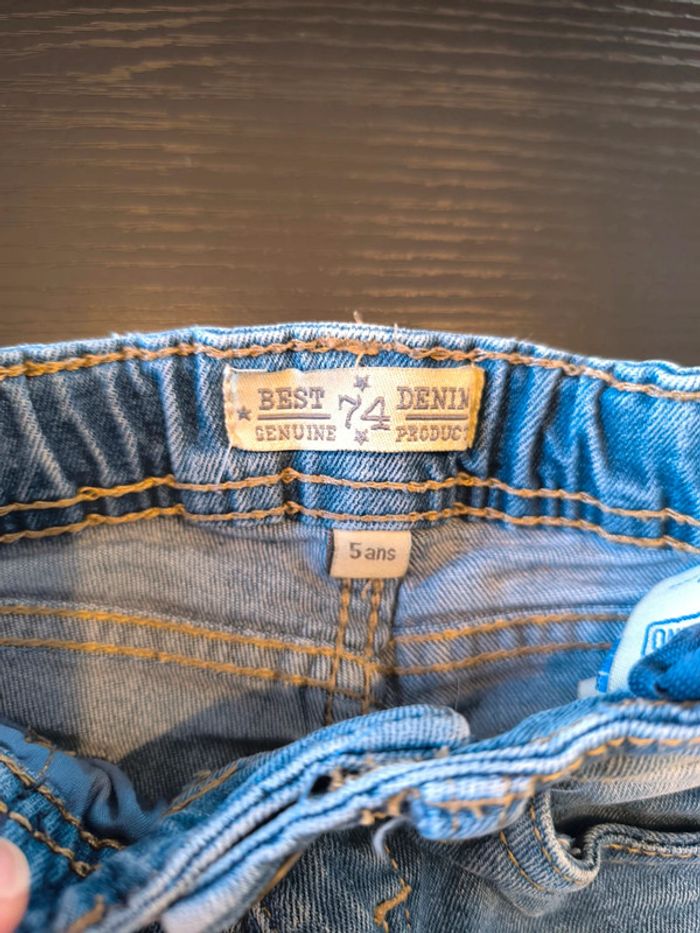 BEST 74 DENIM
GENUINE PRODUCT
5 ans